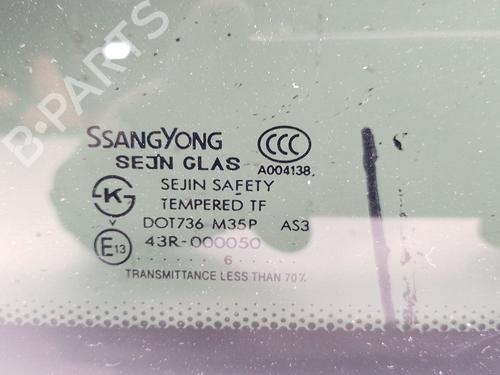 B-PARTS
SSANGYONG
SEJIN GLAS
CCC
A004138
K
SEJIN SAFETY
TEMPERED TF
DOT736 M35P AS3
E13
43R-000050
.......6.......
TRANSMITTANCE LESS THAN 70%